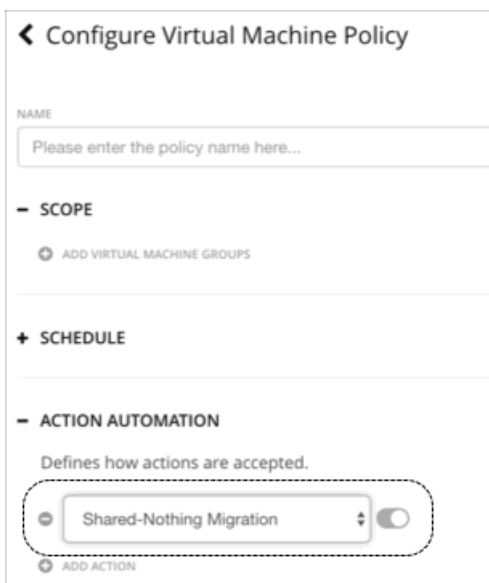 Configure Virtual Machine Policy
NAME
Please enter the policy name here...
SCOPE
ADD VIRTUAL MACHINE GROUPS
SCHEDULE
ACTION AUTOMATION
Defines how actions are accepted.
Shared-Nothing Migration
ADD ACTION